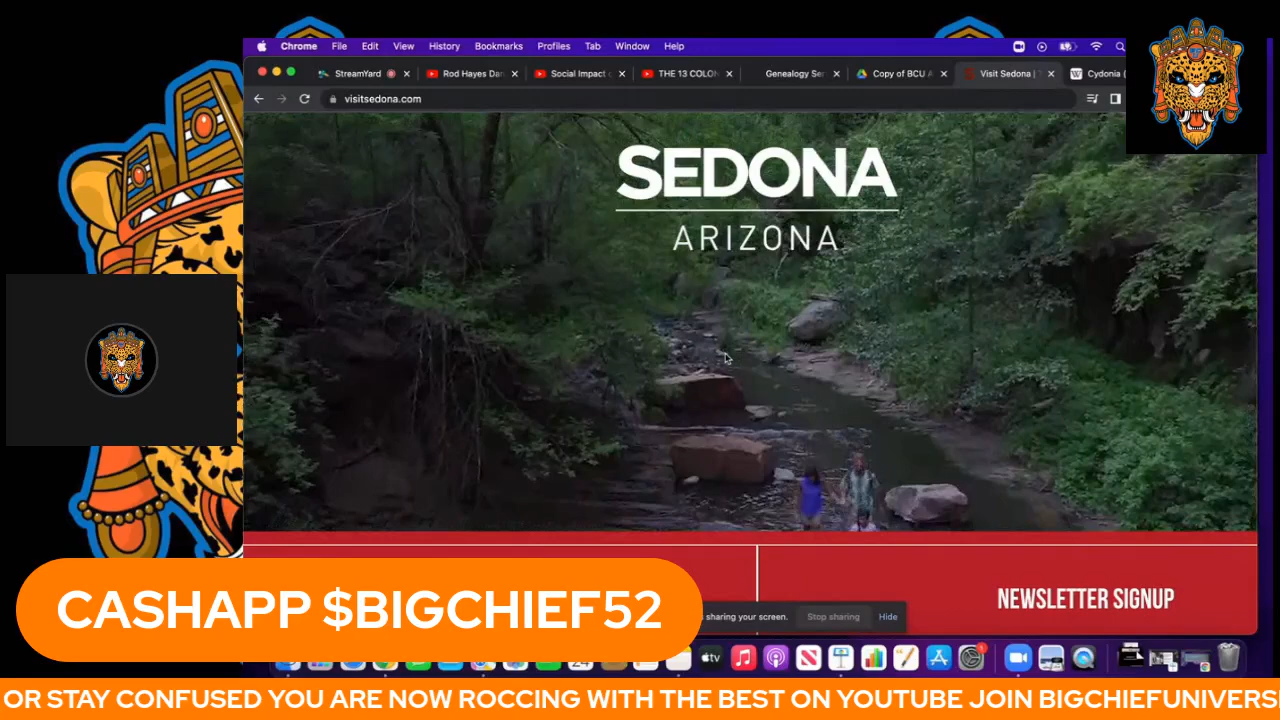 Chrome File Edit View History Bookmarks Profiles Tab Window Help
StreamYard
Rod Hayes Dan
Social Impact
THE 13 COLON
Genealogy Ser
Copy of BCU A
Visit Sedona | T
Cydonia (
visitsedona.com
SEDONA
ARIZONA
NEWSLETTER SIGNUP
sharing your screen. Stop sharing Hide
CASHAPP $BIGCHIEF52
tv
OR STAY CONFUSED YOU ARE NOW ROCCING WITH THE BEST ON YOUTUBE JOIN BIGCHIEFUNIVERS